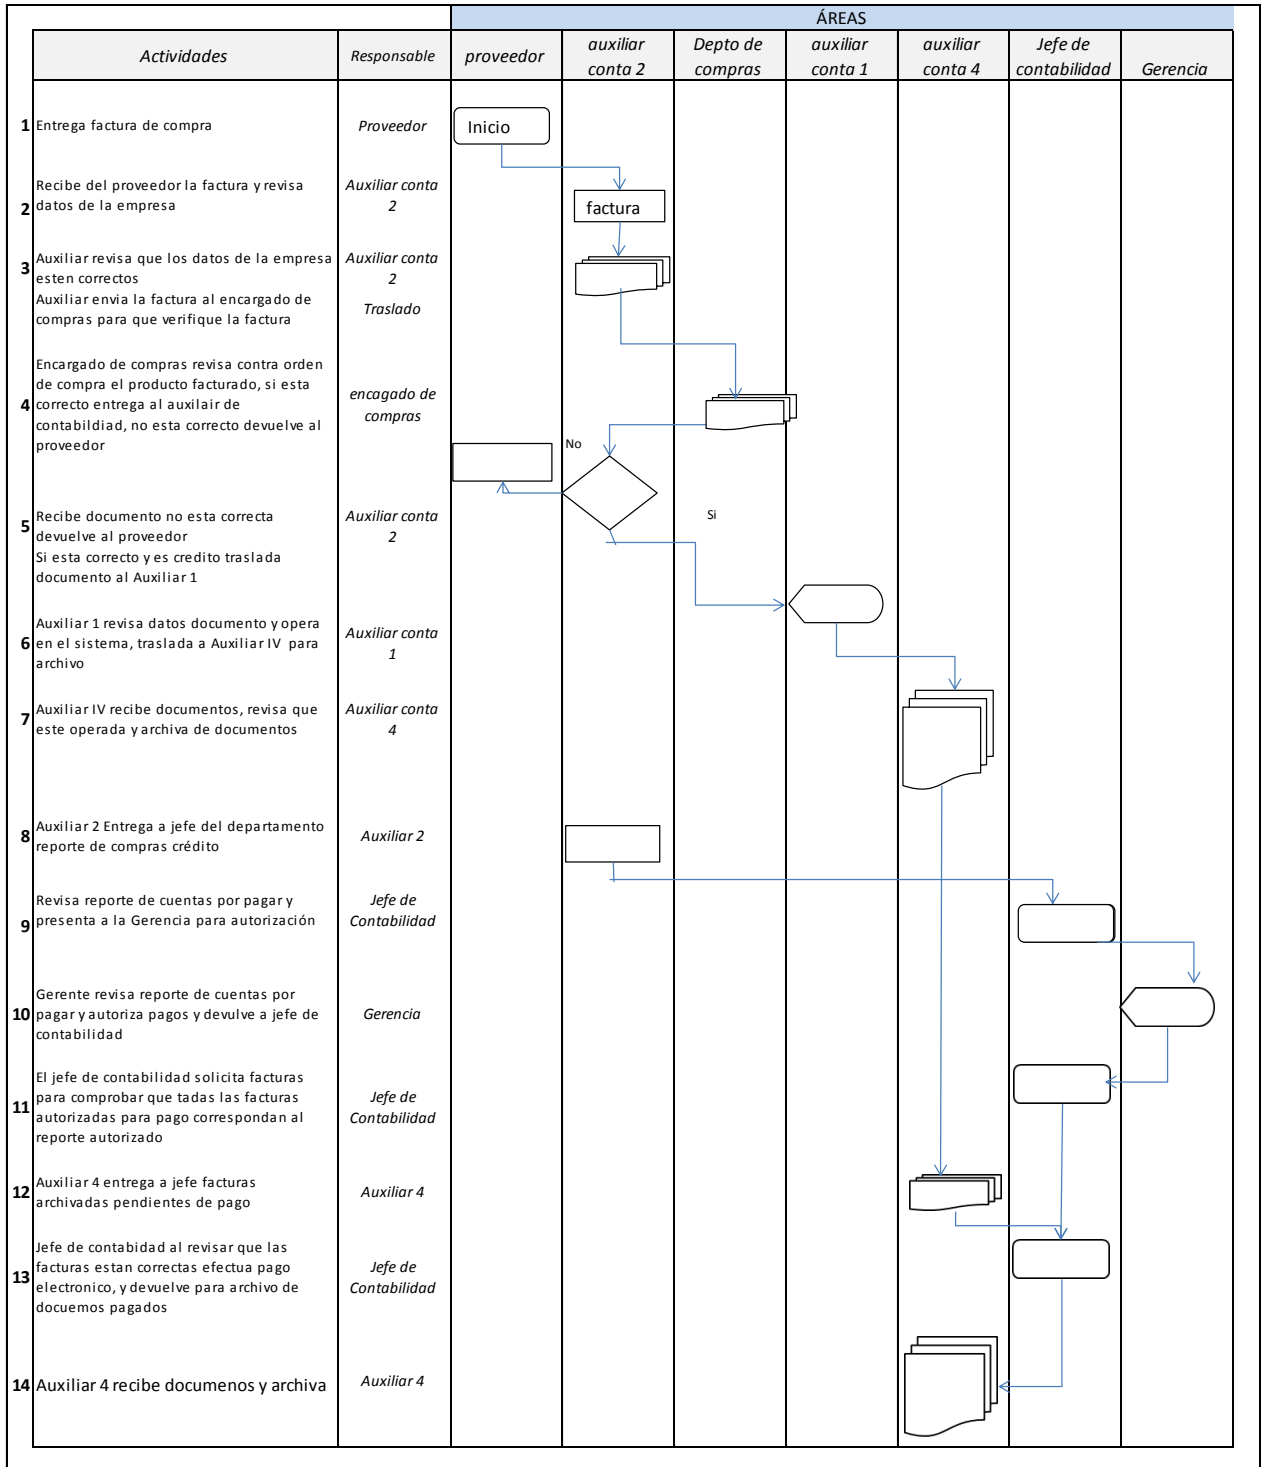 ÁREAS
Actividades
Responsable
proveedor
auxiliar
conta 2
Depto de
compras
auxiliar
conta 1
auxiliar
conta 4
Jefe de
contabilidad
Gerencia
1
Entrega factura de compra
Proveedor
Inicio
2
Recibe del proveedor la factura y revisa
datos de la empresa
Auxiliar conta
2
factura
3
Auxiliar revisa que los datos de la empresa
esten correctos
Auxiliar conta
2
Auxiliar envia la factura al encargado de
compras para que verifique la factura
Traslado
4
Encargado de compras revisa contra orden
de compra el producto facturado, si esta
correcto entrega al auxilair de
contabildiad, no esta correcto devuelve al
proveedor
encagado de
compras
No
5
Recibe documento no esta correcta
devuelve al proveedor
Auxiliar conta
2
Si
Si esta correcto y es credito traslada
documento al Auxiliar 1
6
Auxiliar 1 revisa datos documento y opera
en el sistema, traslada a Auxiliar IV para
archivo
Auxiliar conta
1
7
Auxiliar IV recibe documentos, revisa que
este operada y archiva de documentos
Auxiliar conta
4
8
Auxiliar 2 Entrega a jefe del departamento
reporte de compras crédito
Auxiliar 2
9
Revisa reporte de cuentas por pagar y
presenta a la Gerencia para autorización
Jefe de
Contabilidad
10
Gerente revisa reporte de cuentas por
pagar y autoriza pagos y devulve a jefe de
contabilidad
Gerencia
11
El jefe de contabilidad solicita facturas
para comprobar que tadas las facturas
autorizadas para pago correspondan al
reporte autorizado
Jefe de
Contabilidad
12
Auxiliar 4 entrega a jefe facturas
archivadas pendientes de pago
Auxiliar 4
13
Jefe de contabidad al revisar que las
facturas estan correctas efectua pago
electronico, y devuelve para archivo de
docuemos pagados
Jefe de
Contabilidad
14
Auxiliar 4 recibe documenos y archiva
Auxiliar 4